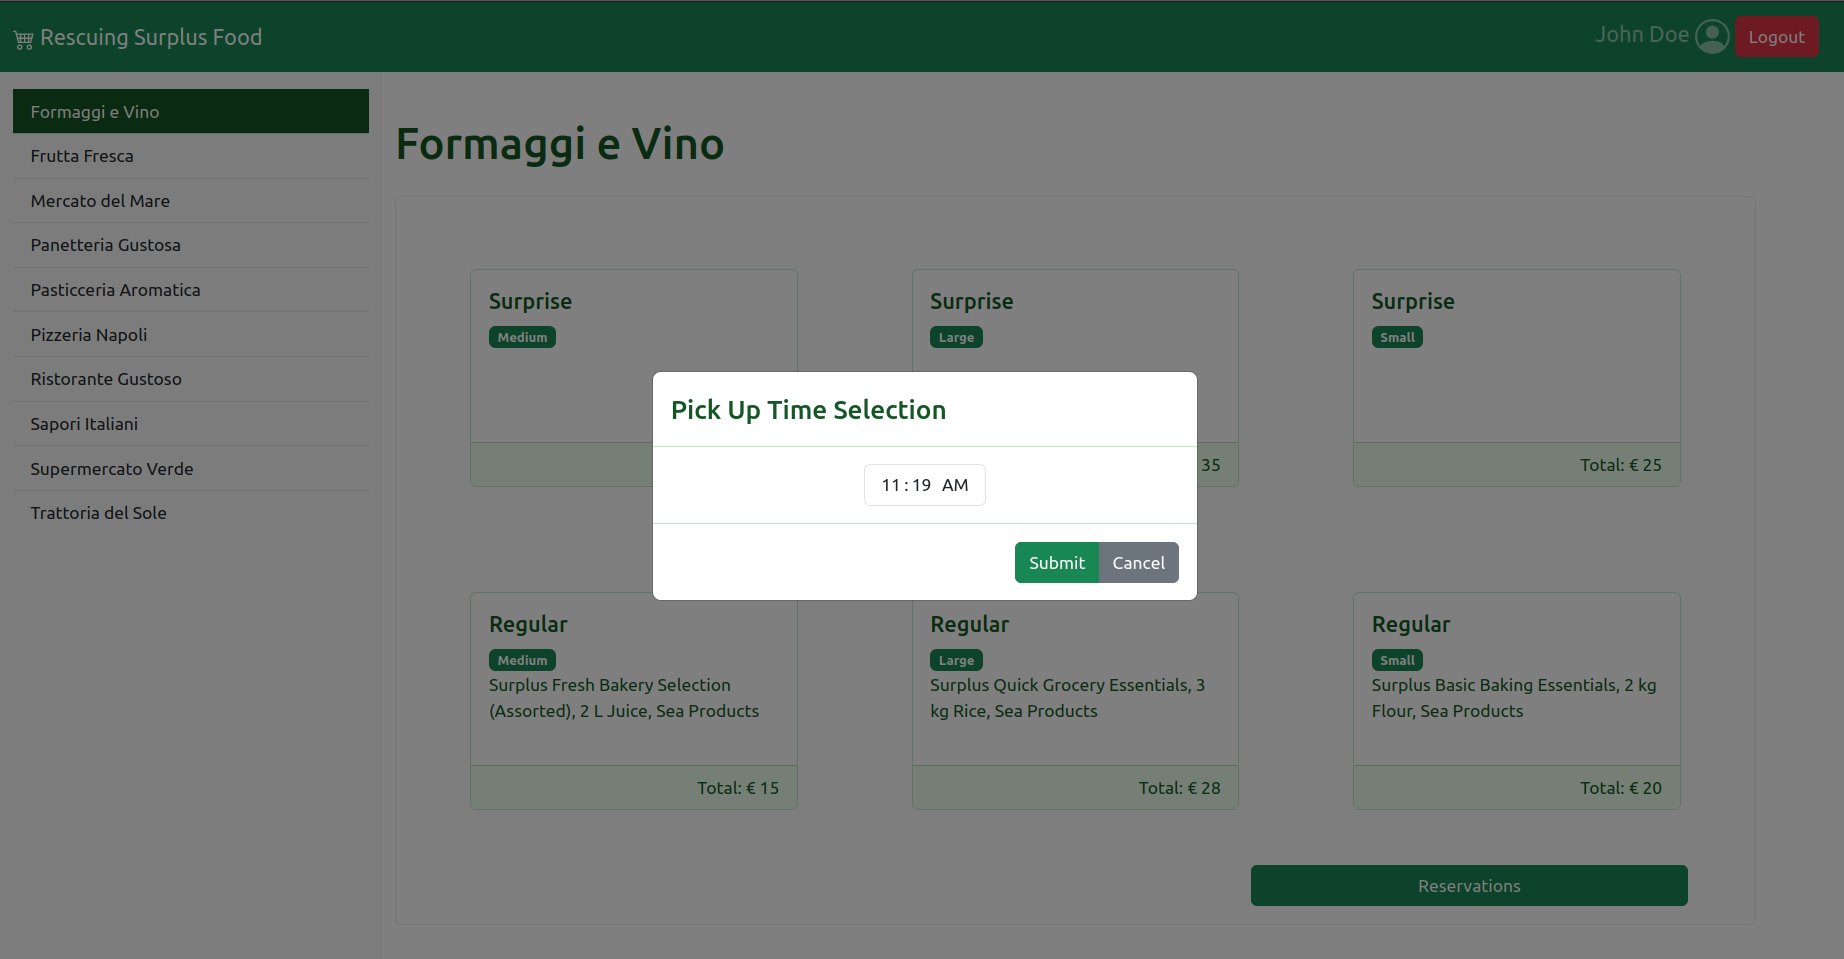 Rescuing Surplus Food
John Doe
Logout
Formaggi e Vino
Frutta Fresca
Mercato del Mare
Panetteria Gustosa
Pasticceria Aromatica
Pizzeria Napoli
Ristorante Gustoso
Sapori Italiani
Supermercato Verde
Trattoria del Sole
Formaggi e Vino
Surprise
Medium
Surprise
Large
35
Surprise
Small
Total: € 25
Pick Up Time Selection
11:19 AM
Submit
Cancel
Regular
Medium
Surplus Fresh Bakery Selection
(Assorted), 2 L Juice, Sea Products
Total: € 15
Regular
Large
Surplus Quick Grocery Essentials, 3
kg Rice, Sea Products
Total: € 28
Regular
Small
Surplus Basic Baking Essentials, 2 kg
Flour, Sea Products
Total: € 20
Reservations